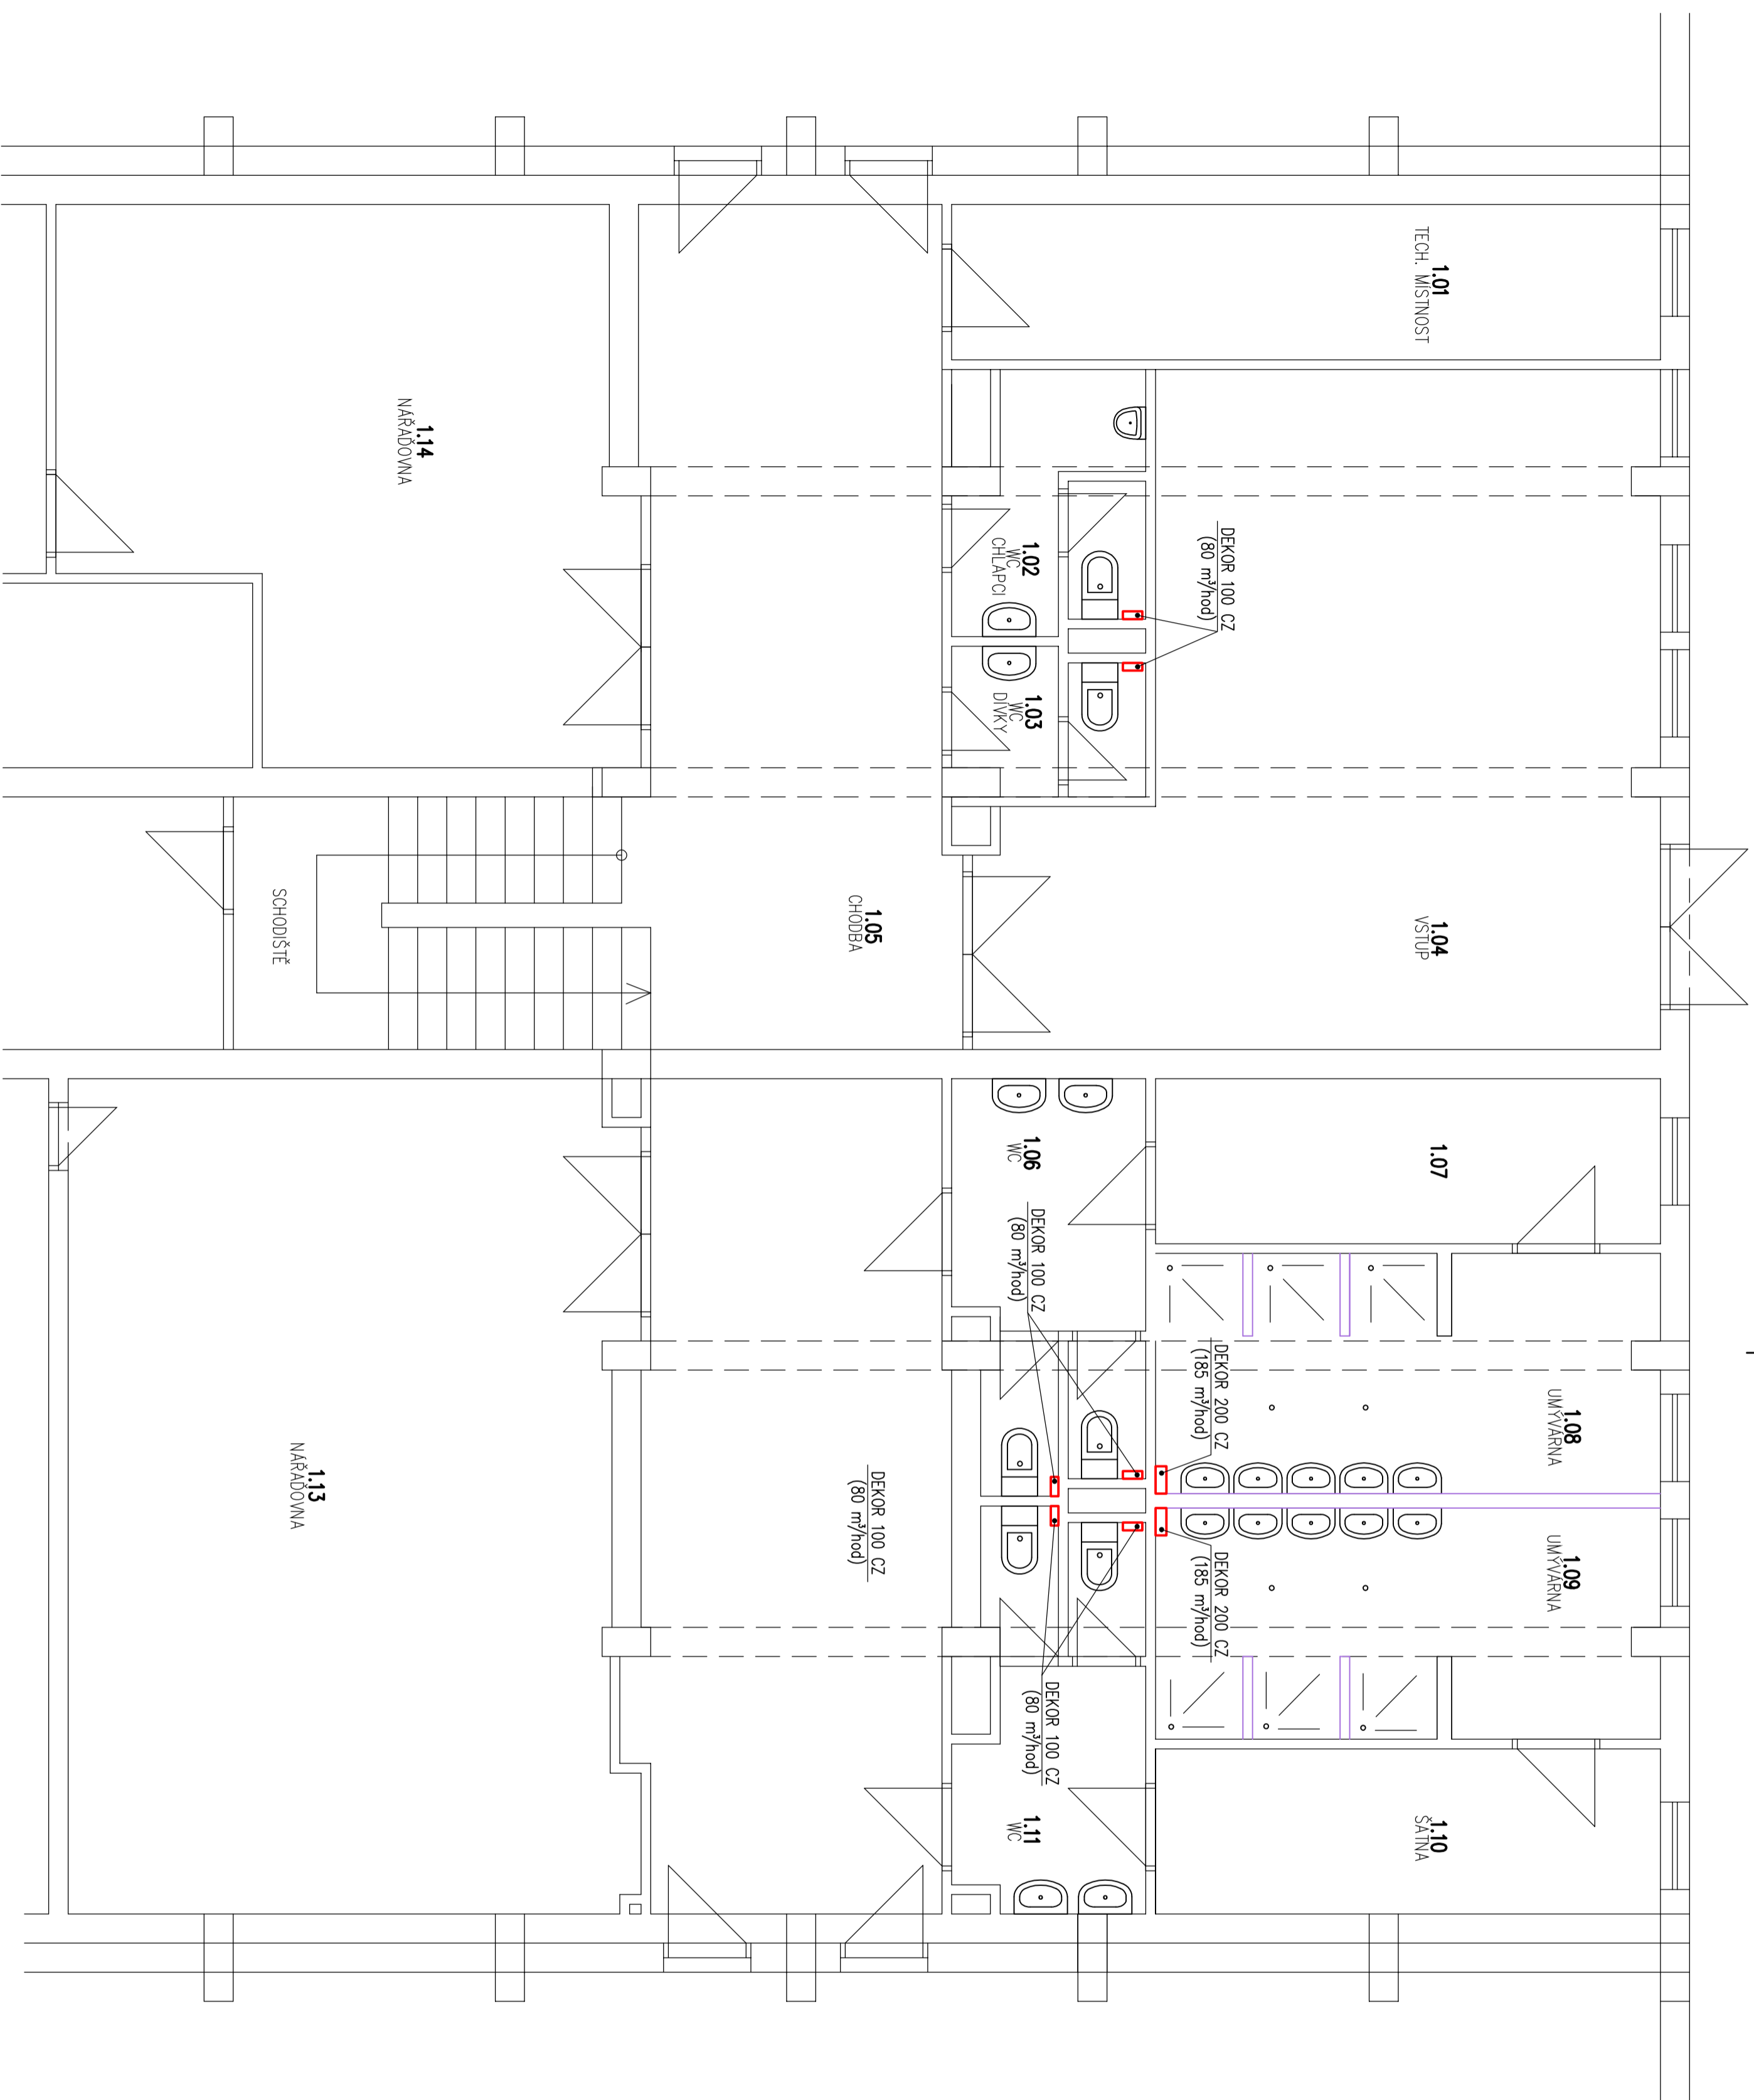 1.01
TECH. MÍSTNOST
1.14
NÁŘAĎOVNA
DEKOR 100 CZ
(80 m³/hod)
1.02
WC
CHLAPCI
1.03
WC
DÍVKY
1.04
VSTUP
1.05
CHODBA
SCHODIŠTĚ
1.07
1.06
WC
DEKOR 100 CZ
(80 m³/hod)
1.08
UMÝVÁRNA
DEKOR 200 CZ
(185 m³/hod)
1.09
UMÝVÁRNA
DEKOR 200 CZ
(185 m³/hod)
DEKOR 100 CZ
(80 m³/hod)
1.13
NÁŘAĎOVNA
DEKOR 100 CZ
(80 m³/hod)
1.10
ŠATNA
1.11
WC